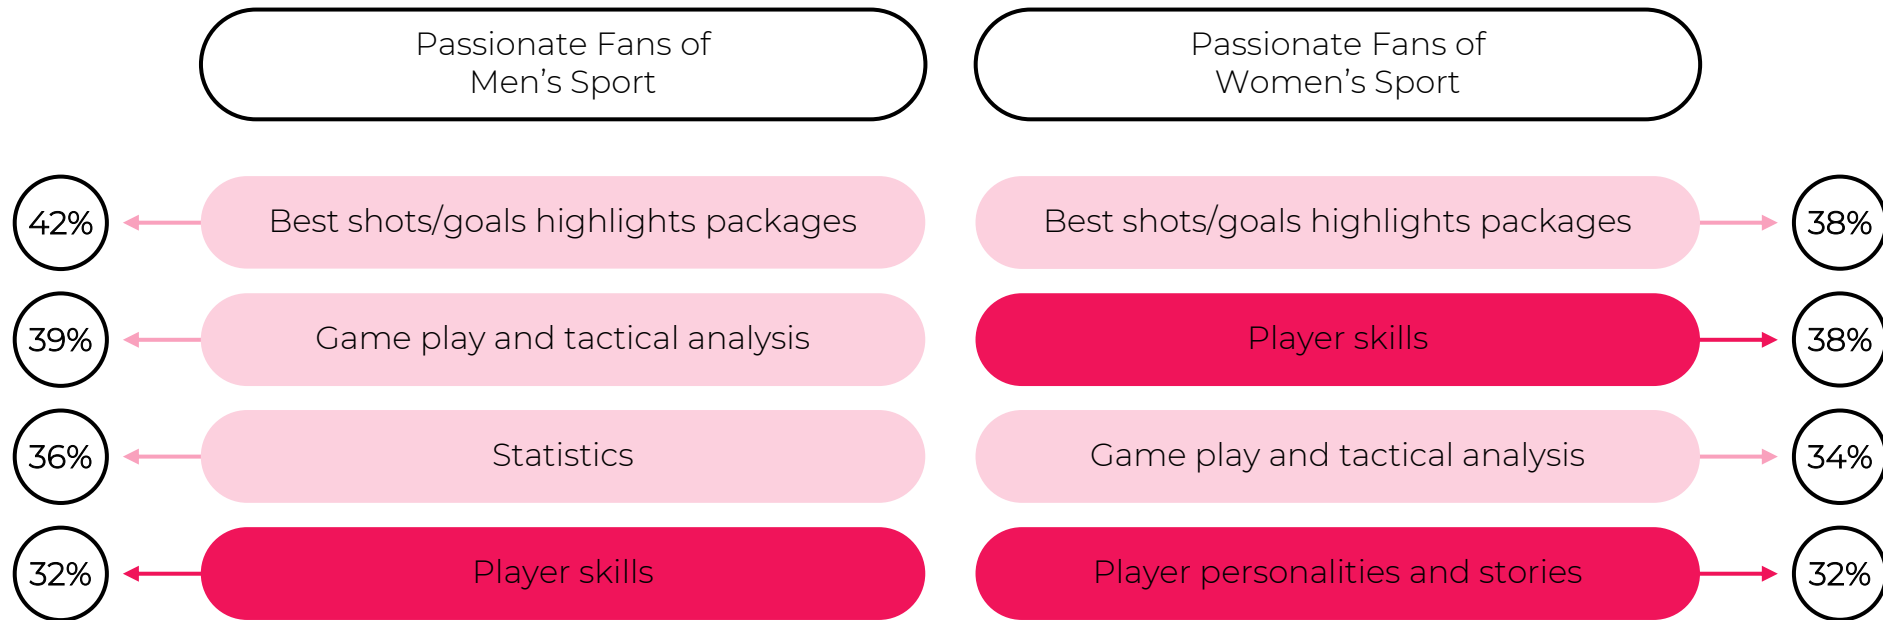 Passionate Fans of
Men’s Sport
Passionate Fans of
Women’s Sport
42%
Best shots/goals highlights packages
Best shots/goals highlights packages
38%
39%
Game play and tactical analysis
Player skills
38%
36%
Statistics
Game play and tactical analysis
34%
32%
Player skills
Player personalities and stories
32%